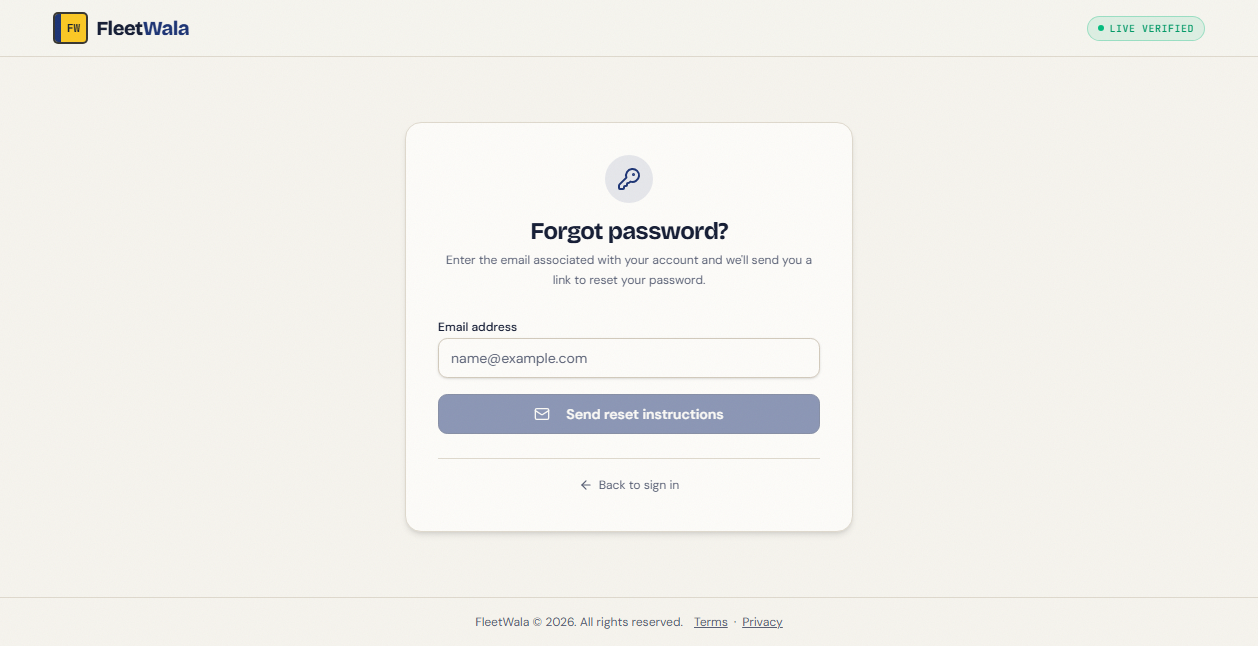 FW FleetWala
LIVE VERIFIED
Forgot password?
Enter the email associated with your account and we'll send you a
link to reset your password.
Email address
name@example.com
Send reset instructions
← Back to sign in
FleetWala © 2026. All rights reserved. Terms · Privacy